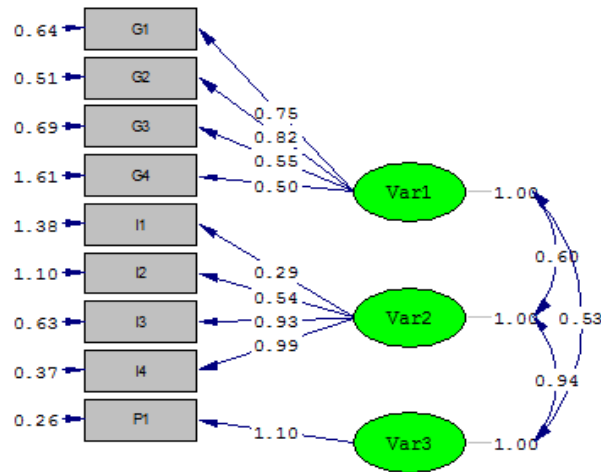 0.64 G1
0.75
0.51 G2
0.82
0.69 G3
0.55
1.61 G4
0.50
Var1 1.00
1.38 I1
0.29
0.60
1.10 I2
0.54
0.63 I3
0.93
Var2 1.00
0.53
0.37 I4
0.99
0.94
0.26 P1
1.10
Var3 1.00